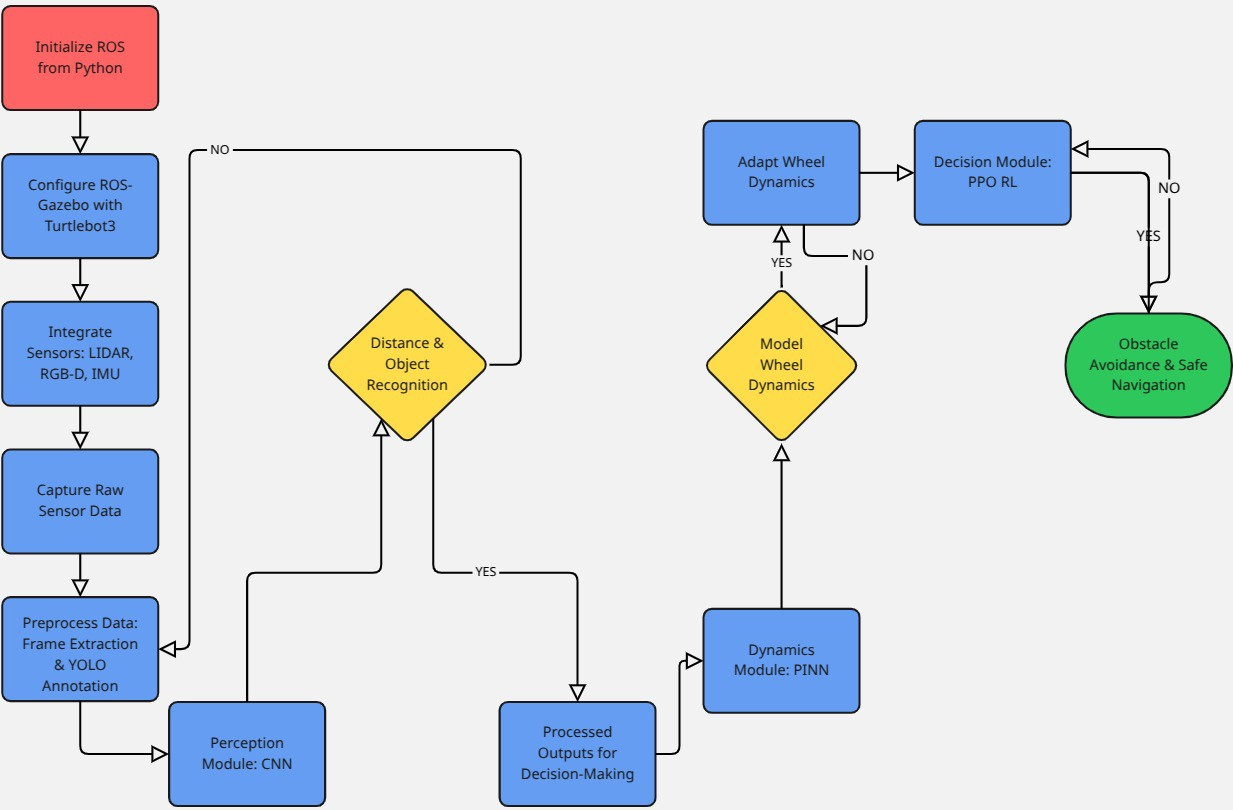 Initialize ROS
from Python
Configure ROS-
Gazebo with
Turtlebot3
Integrate
Sensors: LIDAR,
RGB-D, IMU
Capture Raw
Sensor Data
Preprocess Data:
Frame Extraction
& YOLO
Annotation
Perception
Module: CNN
NO
Distance &
Object
Recognition
YES
Processed
Outputs for
Decision-Making
Dynamics
Module: PINN
Model
Wheel
Dynamics
YES
NO
Adapt Wheel
Dynamics
Decision Module:
PPO RL
NO
YES
Obstacle
Avoidance & Safe
Navigation